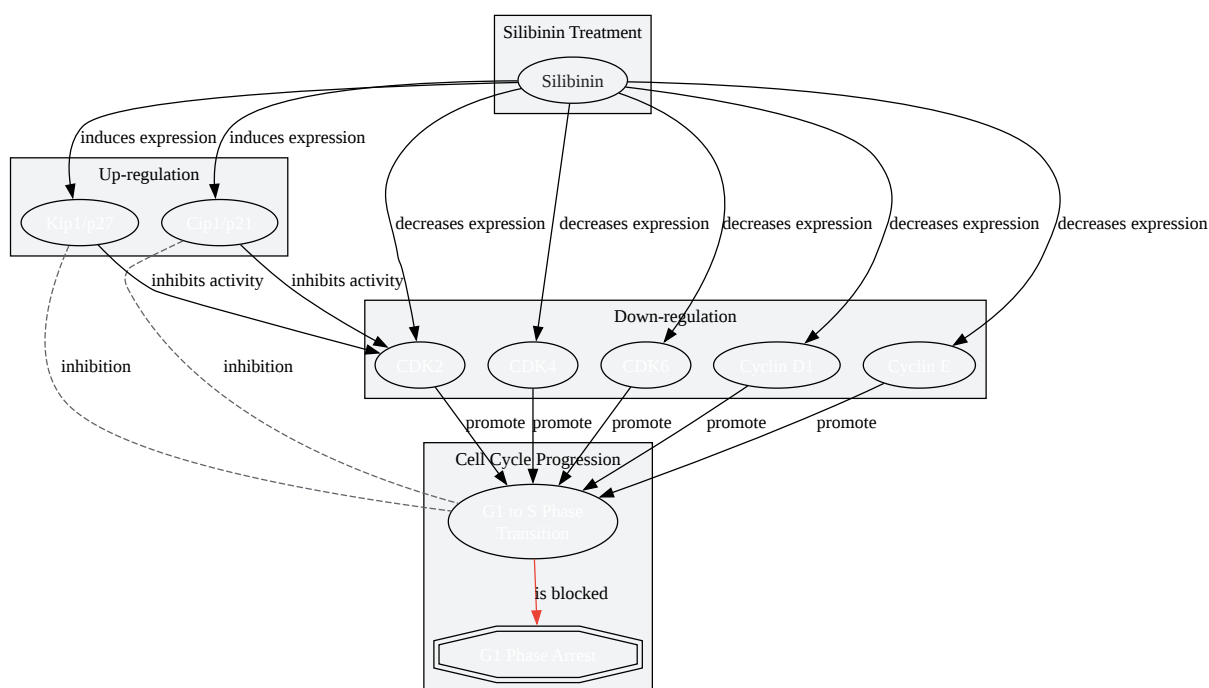 Silibinin Treatment
Silibinin
induces expression
induces expression
Up-regulation
Kip1/p27
Cip1/p21
decreases expression
decreases expression
decreases expression
decreases expression
decreases expression
inhibits activity
inhibits activity
Down-regulation
inhibition
inhibition
CDK2
CDK4
CDK6
Cyclin D1
Cyclin E
promote
promote
promote
promote
promote
Cell Cycle Progression
G1 to S Phase
Transition
is blocked
G1 Phase Arrest